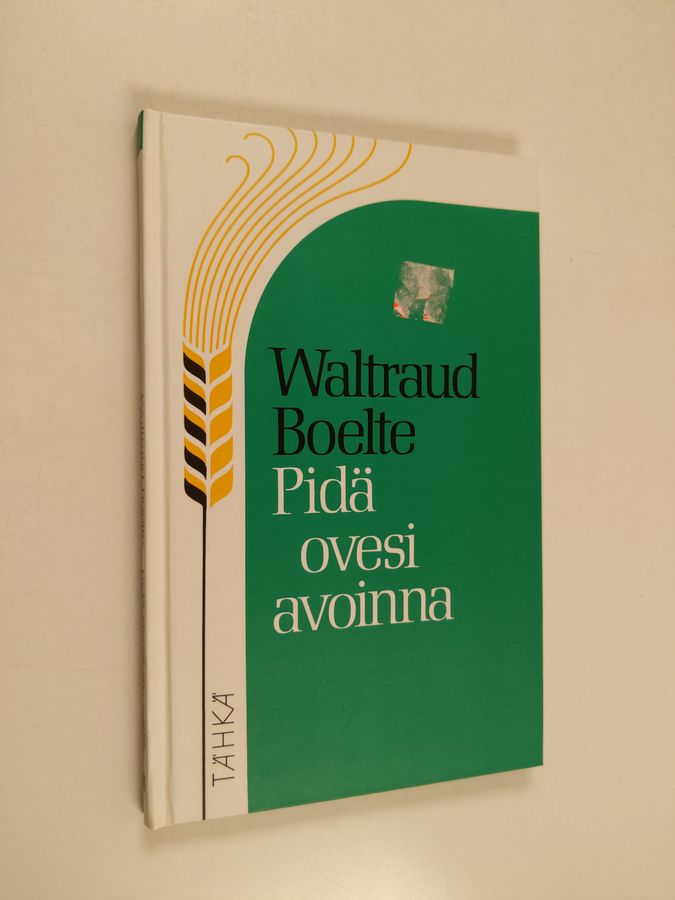 Waltraud
Boelte
Pidä
ovesi
avoinna
TÄHKÄ